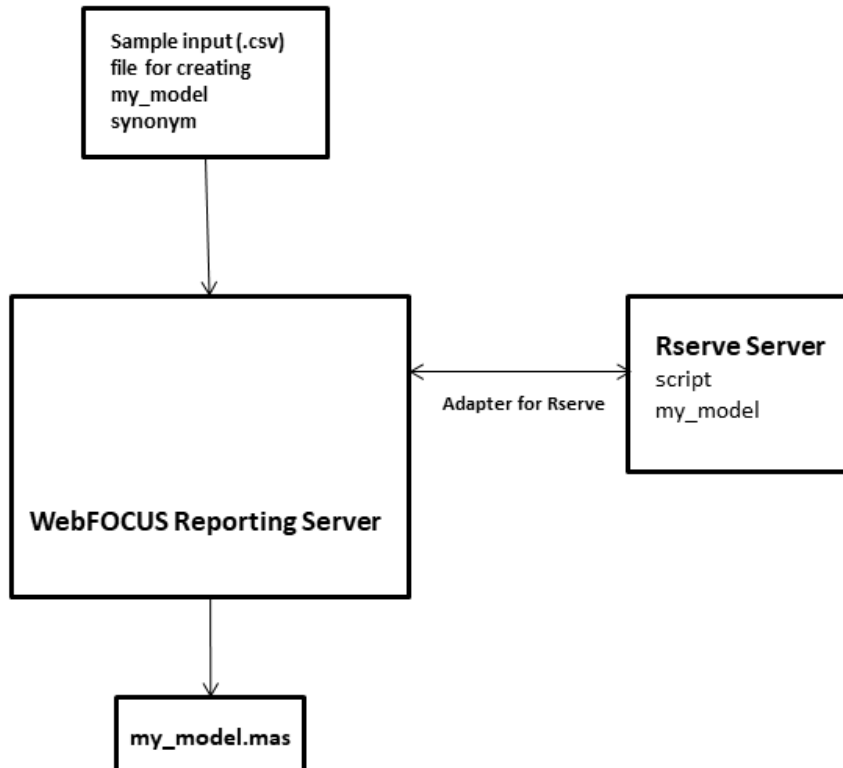 Sample input (.csv)
file for creating
my_model
synonym
Rserve Server
script
my_model
Adapter for Rserve
WebFOCUS Reporting Server
my_model.mas